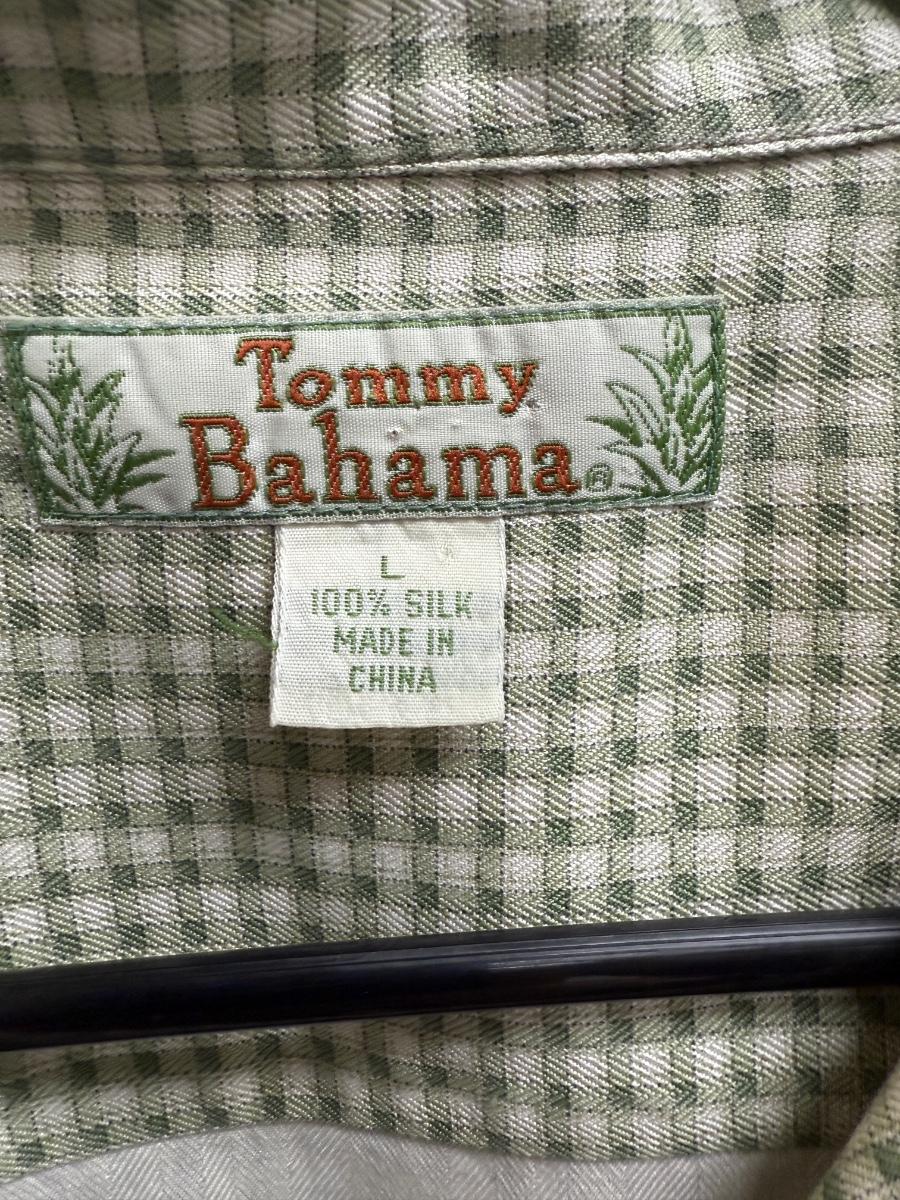 Tommy
Bahama®
L
100% SILK
MADE IN
CHINA